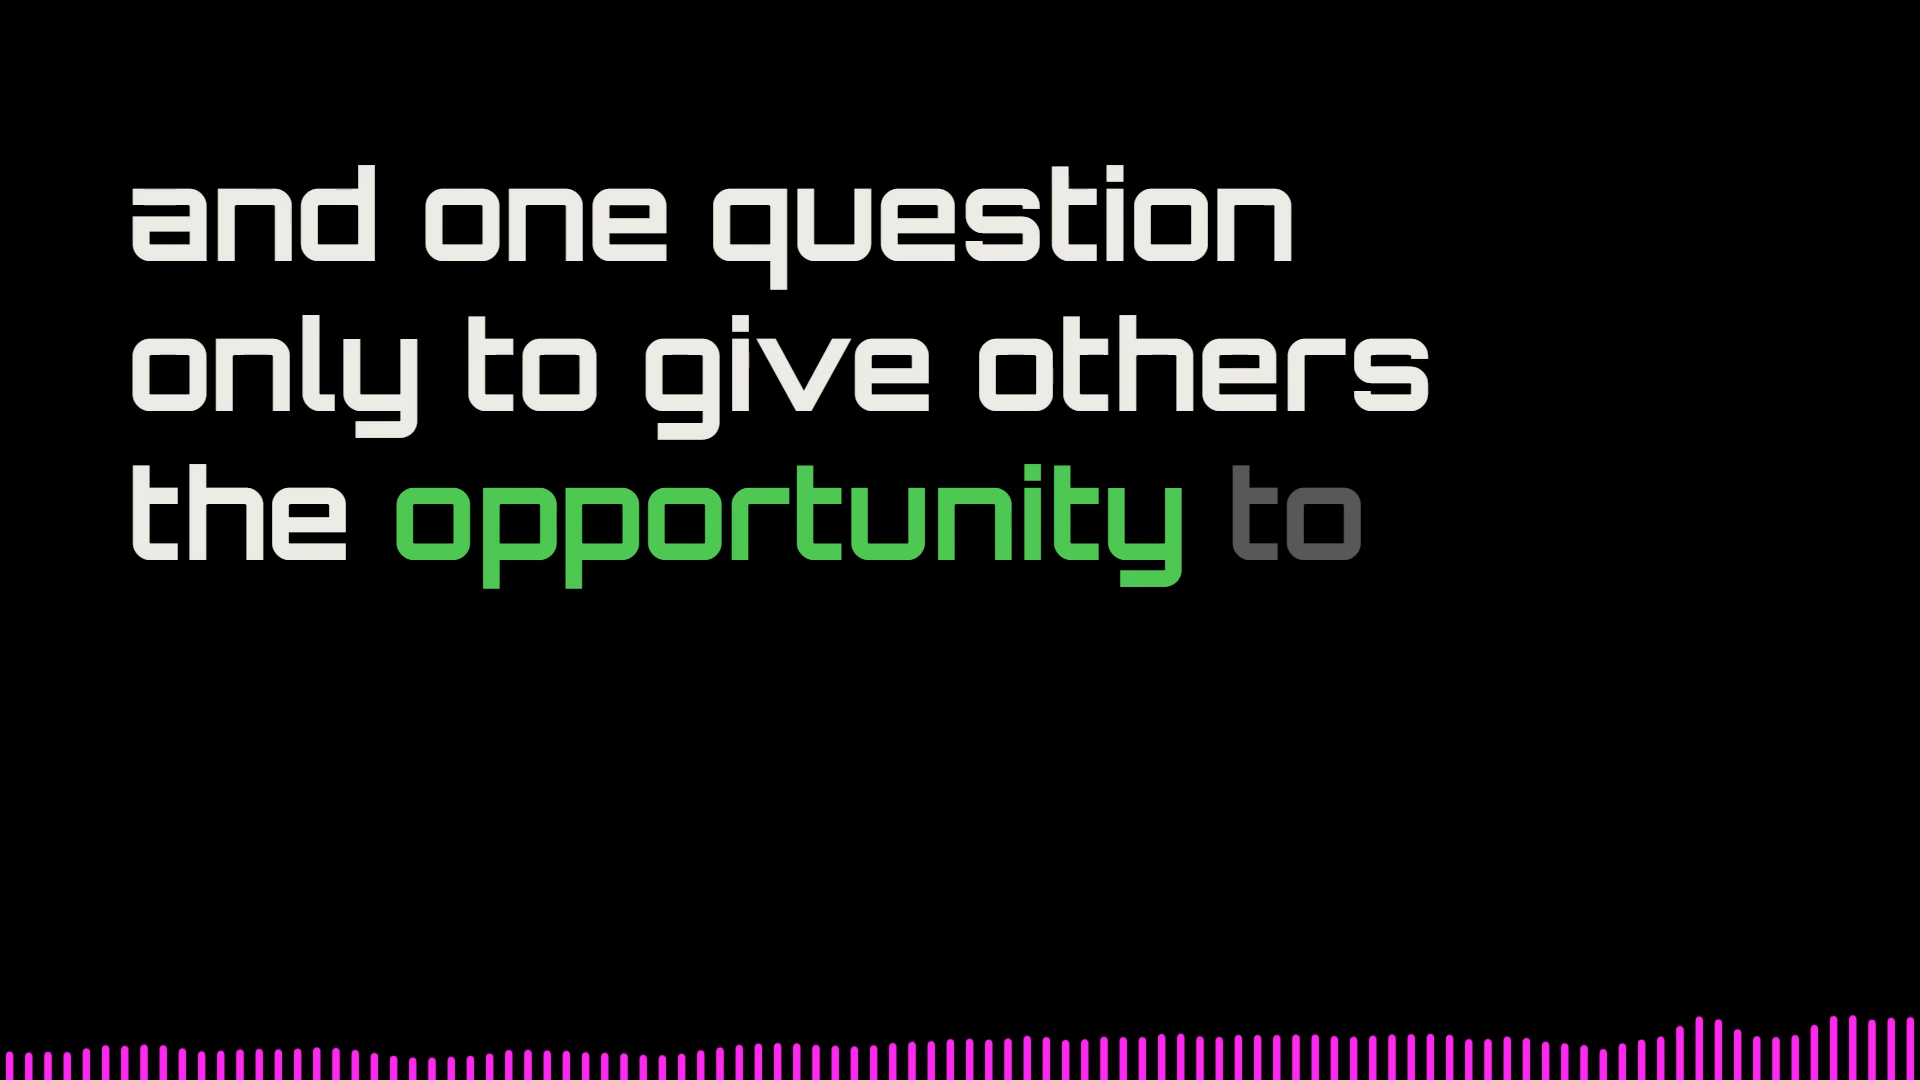 and one question
only to give others
the opportunity to